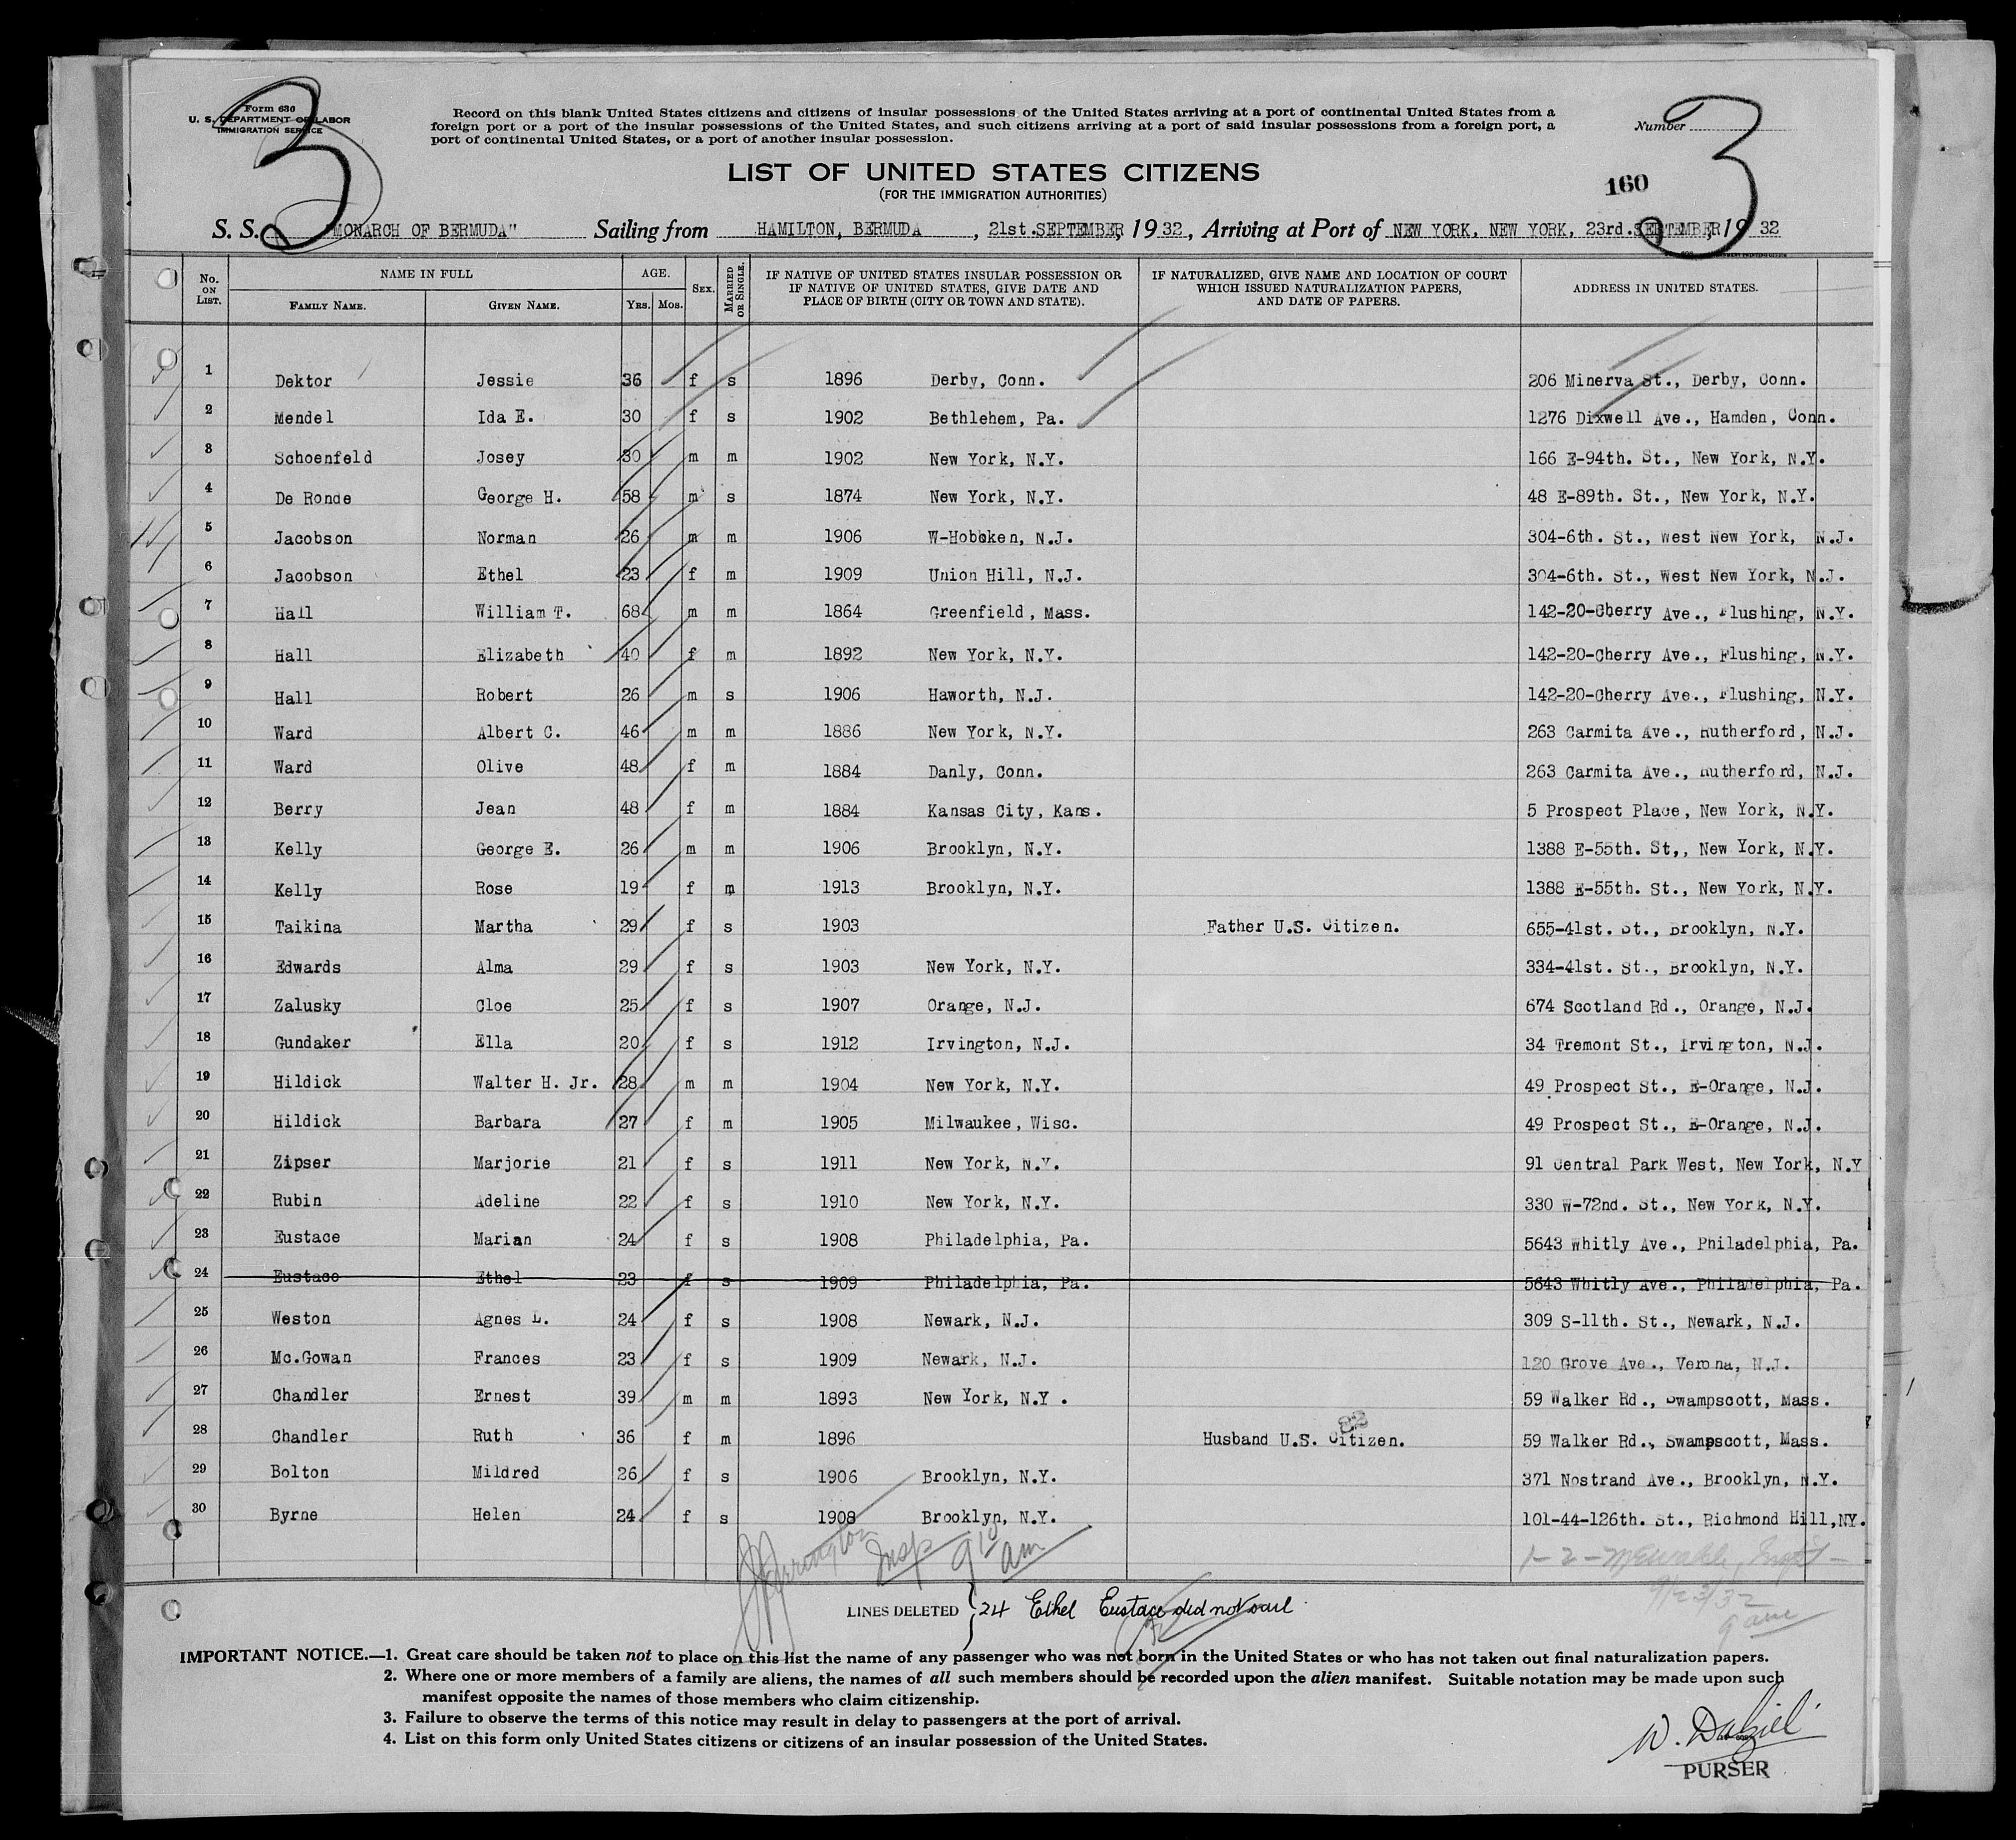 3
3
Form 630
U. S. DEPARTMENT OF LABOR
IMMIGRATION SERVICE
Record on this blank United States citizens and citizens of insular possessions of the United States arriving at a port of continental United States from a
foreign port or a port of the insular possessions of the United States, and such citizens arriving at a port of said insular possessions from a foreign port, a
port of continental United States, or a port of another insular possession.
Number
LIST OF UNITED STATES CITIZENS
(FOR THE IMMIGRATION AUTHORITIES)
160
S. S. "MONARCH OF BERMUDA" Sailing from HAMILTON, BERMUDA, 21st. SEPTEMBER, 1932, Arriving at Port of NEW YORK, NEW YORK, 23rd. SEPTEMBER, 1932
No. ON LIST. NAME IN FULL FAMILY NAME. GIVEN NAME. AGE. YRS. MOS. SEX. MARRIED OR SINGLE. IF NATIVE OF UNITED STATES INSULAR POSSESSION OR IF NATIVE OF UNITED STATES, GIVE DATE AND PLACE OF BIRTH (CITY OR TOWN AND STATE). IF NATURALIZED, GIVE NAME AND LOCATION OF COURT WHICH ISSUED NATURALIZATION PAPERS, AND DATE OF PAPERS. ADDRESS IN UNITED STATES.
1 Dektor Jessie 36 f s 1896 Derby, Conn. 206 Minerva St., Derby, Conn.
2 Mendel Ida E. 30 f s 1902 Bethlehem, Pa. 1276 Dixwell Ave., Hamden, Conn.
3 Schoenfeld Josey 30 m m 1902 New York, N.Y. 166 E-94th. St., New York, N.Y.
4 De Ronde George H. 58 m s 1874 New York, N.Y. 48 E-89th. St., New York, N.Y.
5 Jacobson Norman 26 m m 1906 W-Hoboken, N.J. 304-6th. St., West New York, N.J.
6 Jacobson Ethel 23 f m 1909 Union Hill, N.J. 304-6th. St., West New York, N.J.
7 Hall William T. 68 m m 1864 Greenfield, Mass. 142-20-Cherry Ave., Flushing, N.Y.
8 Hall Elizabeth 40 f m 1892 New York, N.Y. 142-20-Cherry Ave., Flushing, N.Y.
9 Hall Robert 26 m s 1906 Haworth, N.J. 142-20-Cherry Ave., Flushing, N.Y.
10 Ward Albert C. 46 m m 1886 New York, N.Y. 263 Carmita Ave., Rutherford, N.J.
11 Ward Olive 48 f m 1884 Danly, Conn. 263 Carmita Ave., Rutherford, N.J.
12 Berry Jean 48 f m 1884 Kansas City, Kans. 5 Prospect Place, New York, N.Y.
13 Kelly George E. 26 m m 1906 Brooklyn, N.Y. 1388 E-55th. St,, New York, N.Y.
14 Kelly Rose 19 f m 1913 Brooklyn, N.Y. 1388 E-55th. St., New York, N.Y.
15 Taikina Martha 29 f s 1903 Father U.S. Citizen. 655-41st. St., Brooklyn, N.Y.
16 Edwards Alma 29 f s 1903 New York, N.Y. 334-41st. St., Brooklyn, N.Y.
17 Zalusky Cloe 25 f s 1907 Orange, N.J. 674 Scotland Rd., Orange, N.J.
18 Gundaker Ella 20 f s 1912 Irvington, N.J. 34 Tremont St., Irvington, N.J.
19 Hildick Walter H. Jr. 28 m m 1904 New York, N.Y. 49 Prospect St., E-Orange, N.J.
20 Hildick Barbara 27 f m 1905 Milwaukee, Wisc. 49 Prospect St., E-Orange, N.J.
21 Zipser Marjorie 21 f s 1911 New York, N.Y. 91 Central Park West, New York, N.Y
22 Rubin Adeline 22 f s 1910 New York, N.Y. 330 W-72nd. St., New York, N.Y.
23 Eustace Marian 24 f s 1908 Philadelphia, Pa. 5643 Whitly Ave., Philadelphia, Pa.
24 Eustace Ethel 23 f s 1909 Philadelphia, Pa. 5643 Whitly Ave., Philadelphia, Pa.
25 Weston Agnes L. 24 f s 1908 Newark, N.J. 309 S-11th. St., Newark, N.J.
26 Mc.Gowan Frances 23 f s 1909 Newark, N.J. 120 Grove Ave., Verona, N.J.
27 Chandler Ernest 39 m m 1893 New York, N.Y. 59 Walker Rd., Swampscott, Mass.
28 Chandler Ruth 36 f m 1896 Husband U.S. Citizen. 59 Walker Rd., Swampscott, Mass.
29 Bolton Mildred 26 f s 1906 Brooklyn, N.Y. 371 Nostrand Ave., Brooklyn, N.Y.
30 Byrne Helen 24 f s 1908 Brooklyn, N.Y. 101-44-126th. St., Richmond Hill, NY.
Insp 9 10 am
1-2-
9/23/32
9 am
LINES DELETED } 24 Ethel Eustace did not sail
IMPORTANT NOTICE.—1. Great care should be taken not to place on this list the name of any passenger who was not born in the United States or who has not taken out final naturalization papers.
2. Where one or more members of a family are aliens, the names of all such members should be recorded upon the alien manifest. Suitable notation may be made upon such
manifest opposite the names of those members who claim citizenship.
3. Failure to observe the terms of this notice may result in delay to passengers at the port of arrival.
4. List on this form only United States citizens or citizens of an insular possession of the United States.
W. Dalziel
PURSER